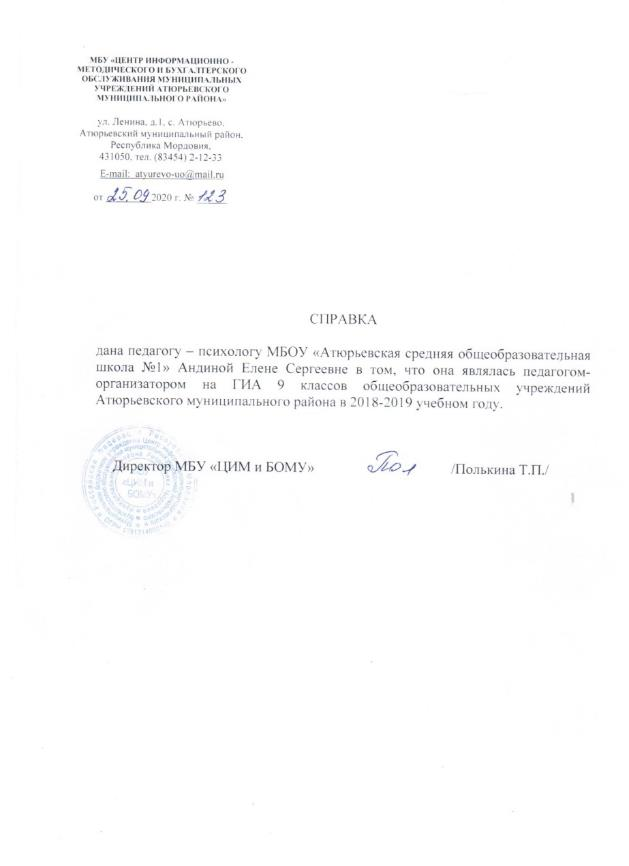 МБУ «ЦЕНТР ИНФОРМАЦИОННО -
МЕТОДИЧЕСКОГО И БУХГАЛТЕРСКОГО
ОБСЛУЖИВАНИЯ МУНИЦИПАЛЬНЫХ
УЧРЕЖДЕНИЙ АТЮРЬЕВСКОГО
МУНИЦИПАЛЬНОГО РАЙОНА»
ул. Ленина, д.1, с. Атюрьево,
Атюрьевский муниципальный район,
Республика Мордовия,
431050, тел. (83454) 2-12-33
E-mail: atyurevo-uo@mail.ru
от 25.09 2020 г. № 123
СПРАВКА
дана педагогу – психологу МБОУ «Атюрьевская средняя общеобразовательная
школа №1» Андиной Елене Сергеевне в том, что она являлась педагогом-
организатором на ГИА 9 классов общеобразовательных учреждений
Атюрьевского муниципального района в 2018-2019 учебном году.
Директор МБУ «ЦИМ и БОМУ» Пол /Полькина Т.П./
«ЦИМ и
БОМУ»